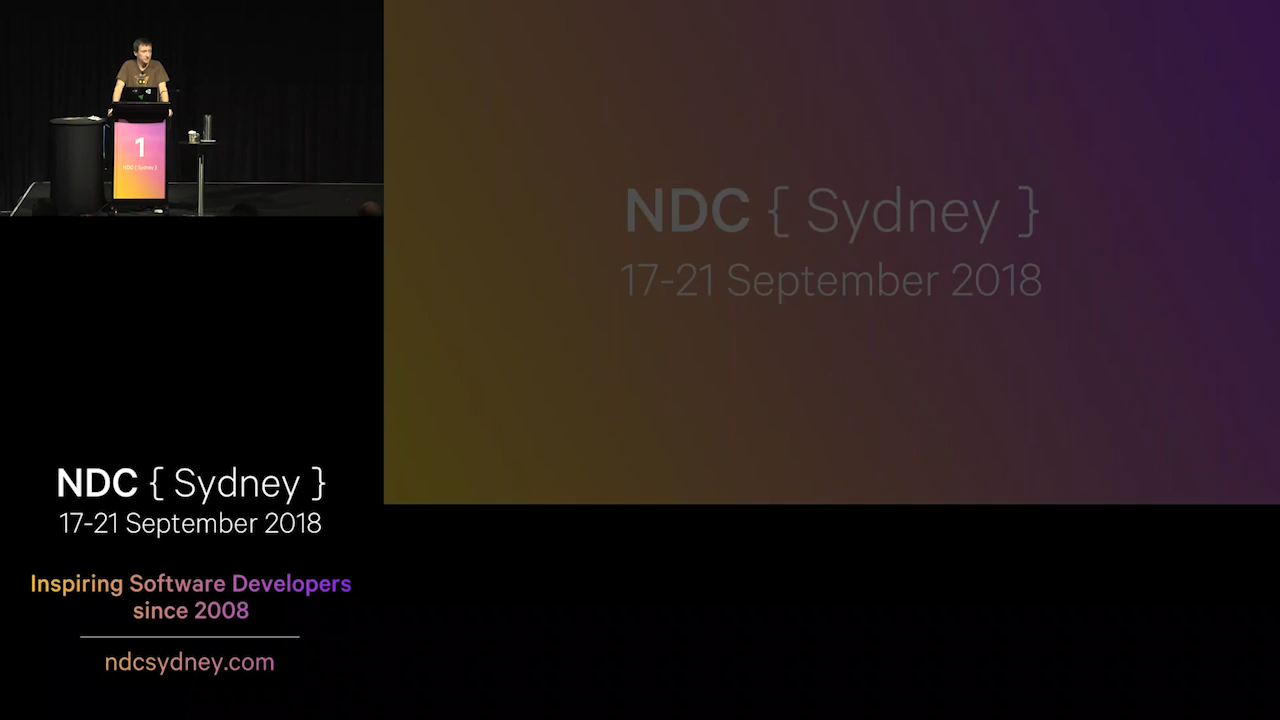 1
NDC { Sydney }
NDC { Sydney }
17-21 September 2018
NDC { Sydney }
17-21 September 2018
Inspiring Software Developers
since 2008
ndcsydney.com